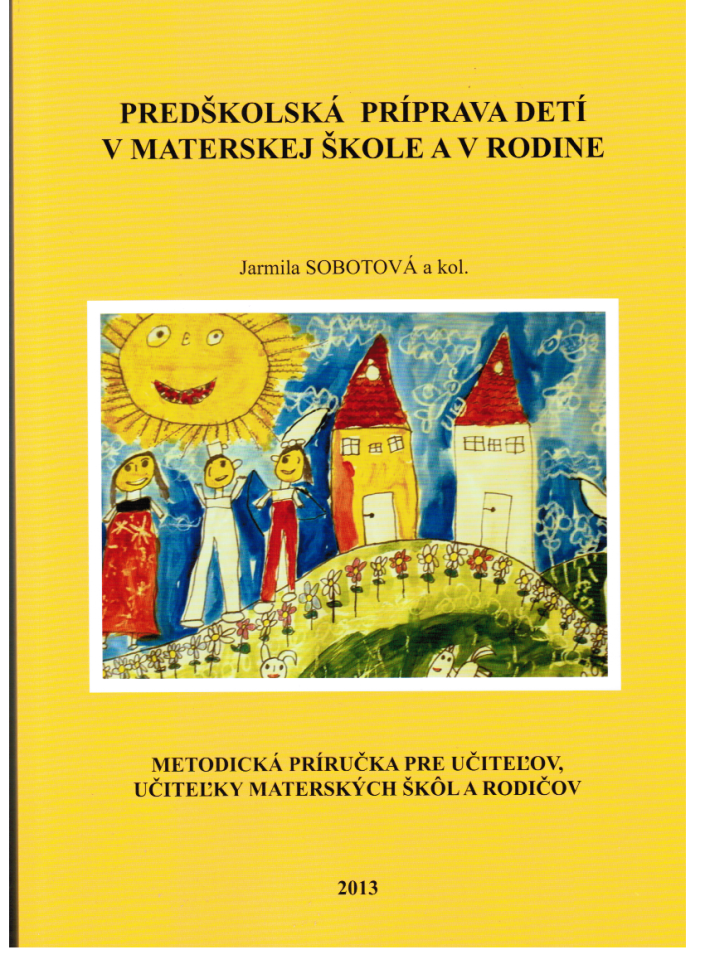 PREDŠKOLSKÁ PRÍPRAVA DETÍ
V MATERSKEJ ŠKOLE A V RODINE
Jarmila SOBOTOVÁ a kol.
METODICKÁ PRÍRUČKA PRE UČITEĽOV,
UČITEĽKY MATERSKÝCH ŠKÔL A RODIČOV
2013